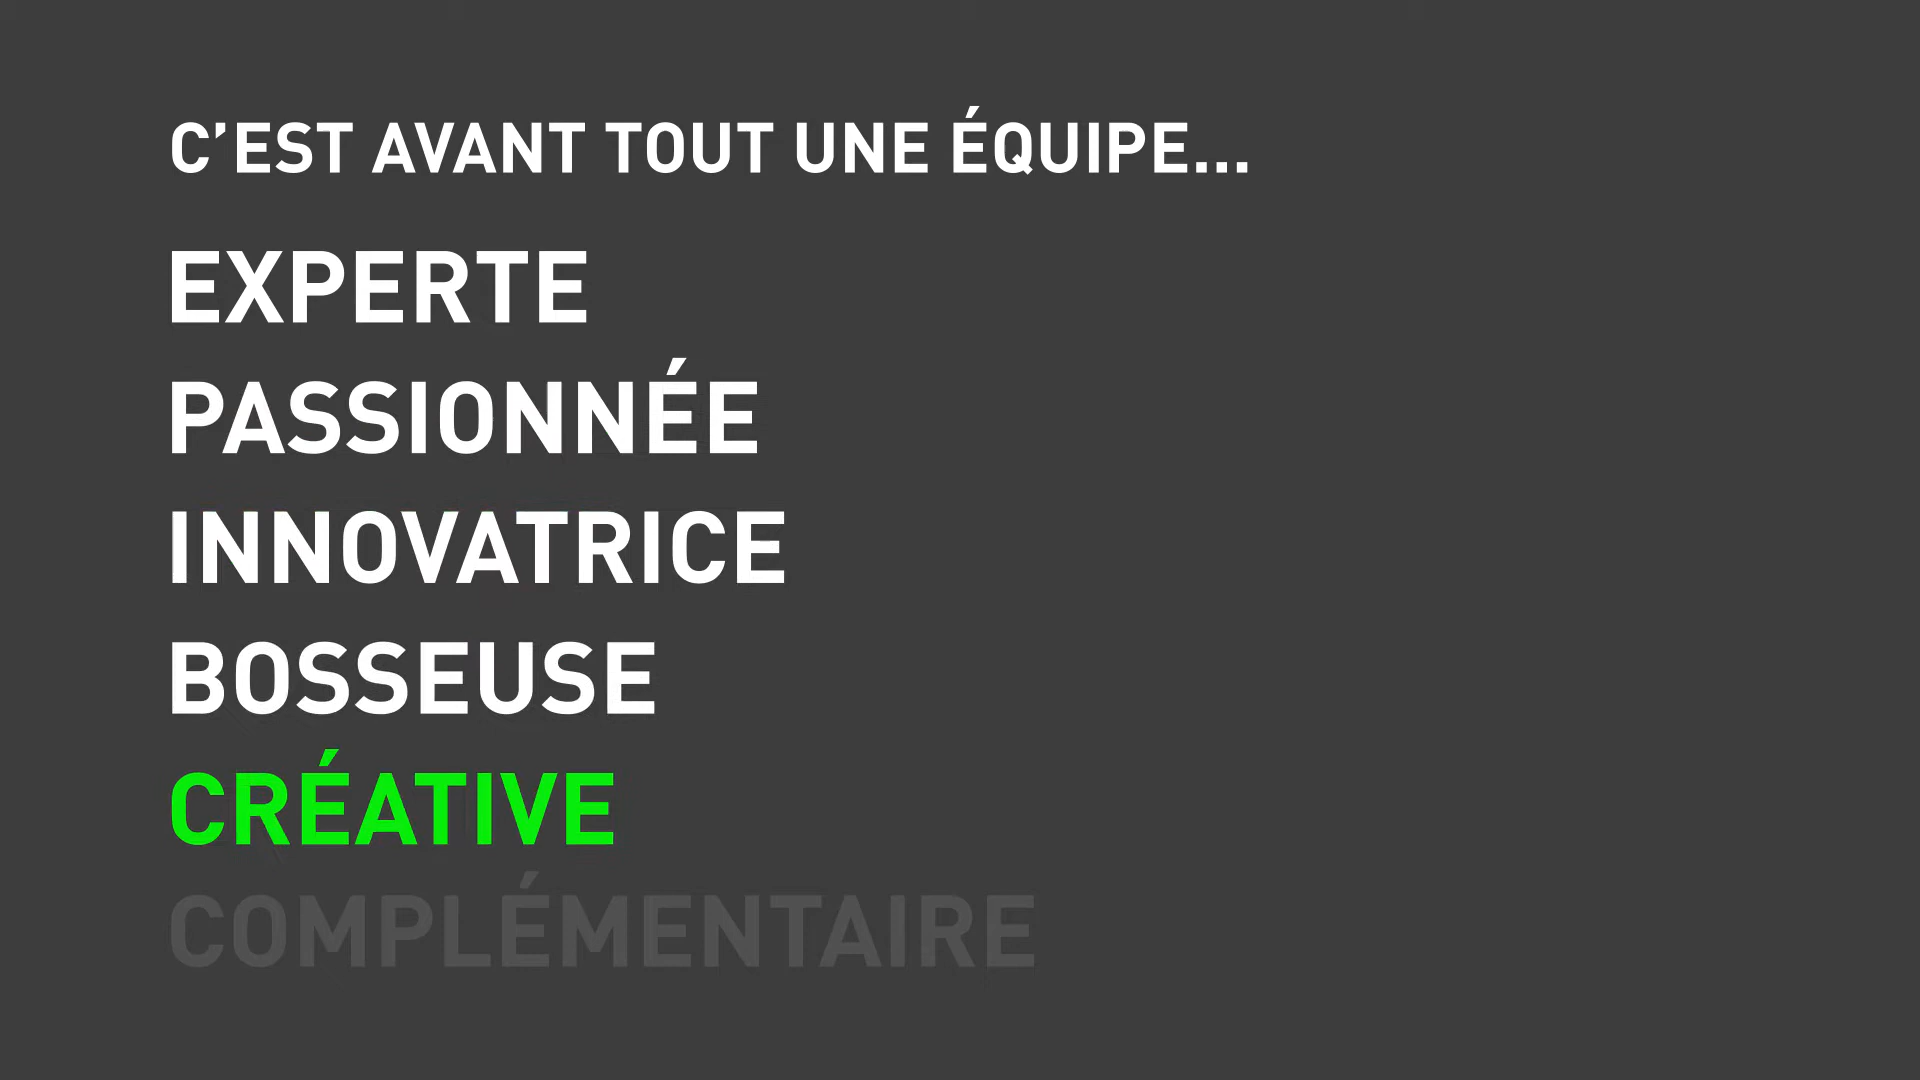 C’EST AVANT TOUT UNE ÉQUIPE...
EXPERTE
PASSIONNÉE
INNOVATRICE
BOSSEUSE
CRÉATIVE
COMPLÉMENTAIRE